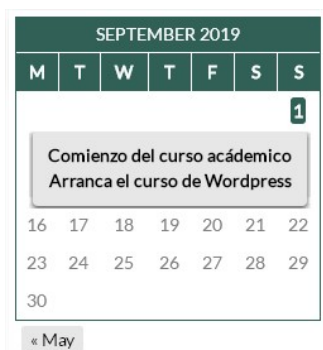 SEPTEMBER 2019
M T W T F S S
1
Comienzo del curso acádemico
Arranca el curso de Wordpress
16 17 18 19 20 21 22
23 24 25 26 27 28 29
30
« May